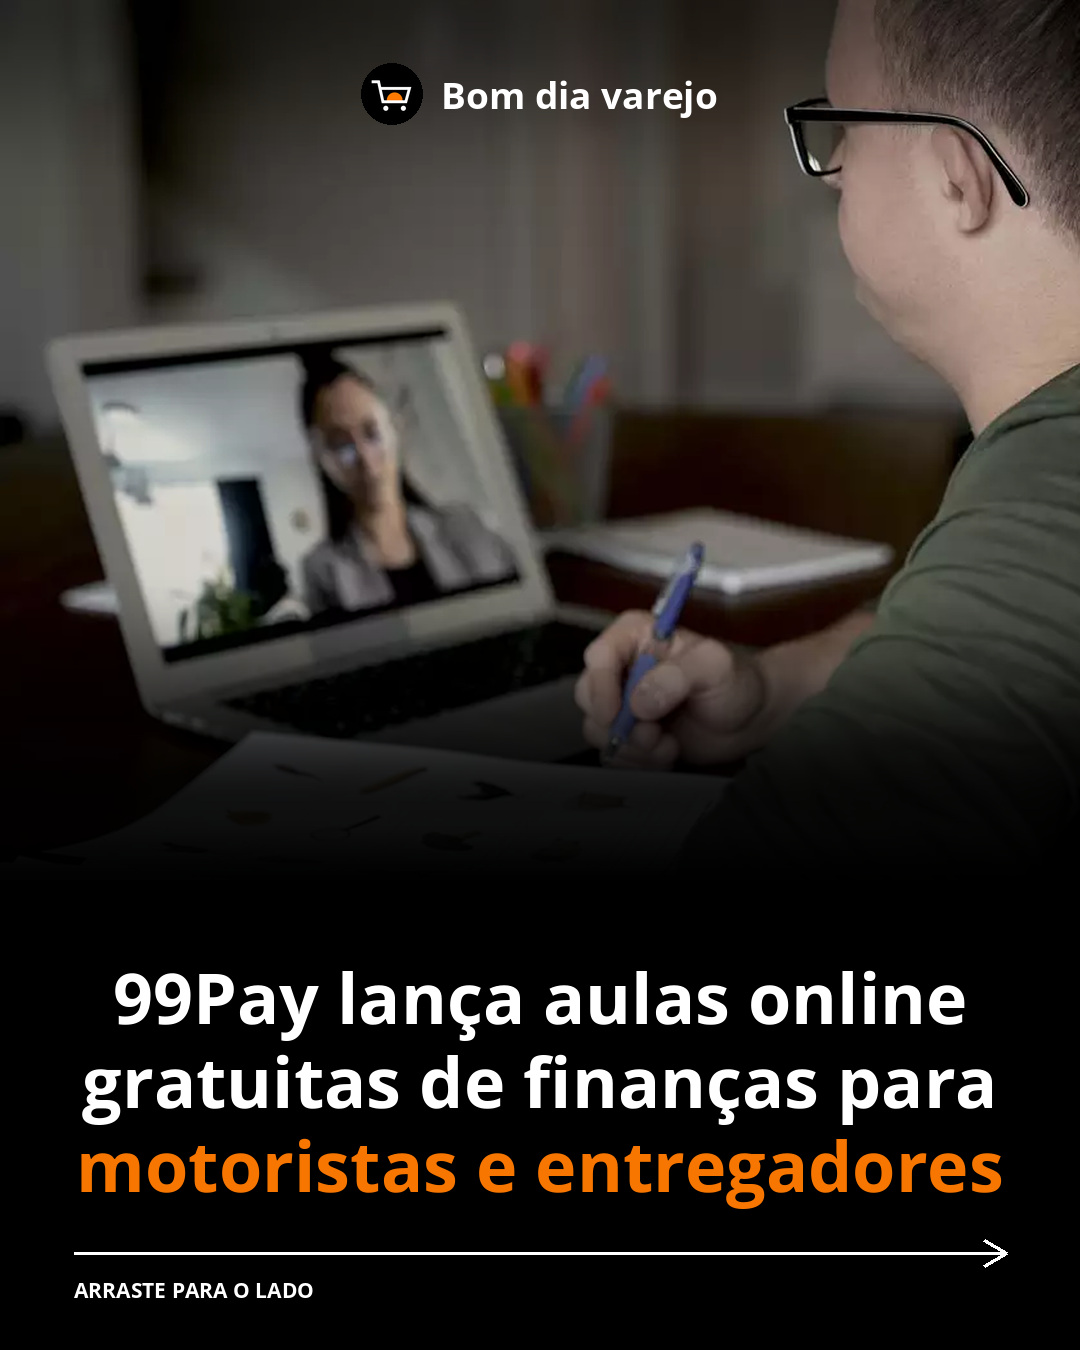 Bom dia varejo
99Pay lança aulas online
gratuitas de finanças para
motoristas e entregadores
ARRASTE PARA O LADO